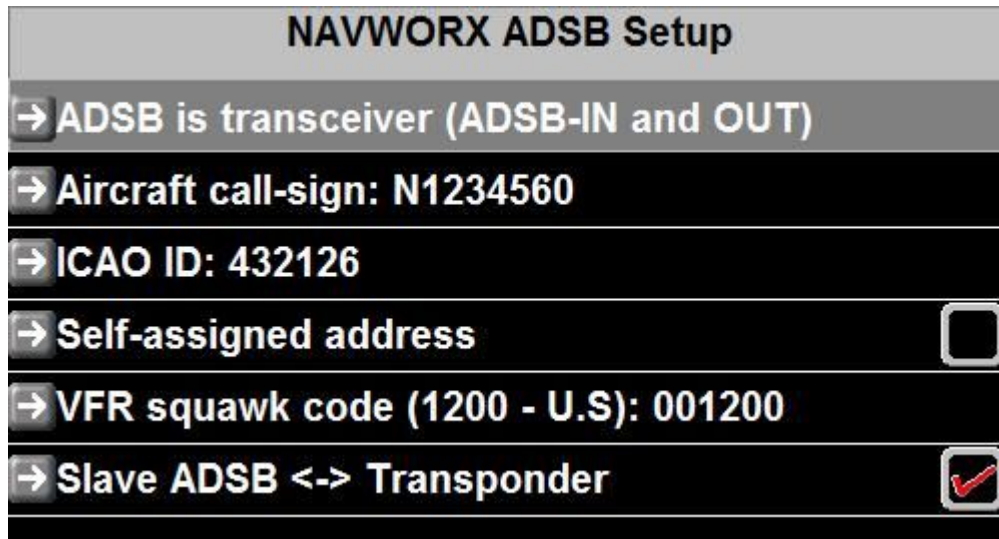 NAVWORX ADSB Setup
ADSB is transceiver (ADSB-IN and OUT)
Aircraft call-sign: N1234560
ICAO ID: 432126
Self-assigned address
VFR squawk code (1200 - U.S): 001200
Slave ADSB <-> Transponder